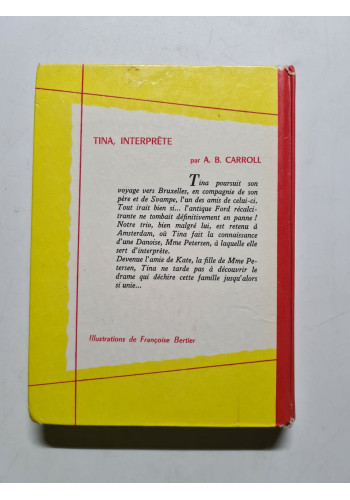 TINA, INTERPRÈTE
par A. B. CARROLL
Tina poursuit son
voyage vers Bruxelles, en compagnie de son
père et de Svampe, l'un des amis de celui-ci.
Tout irait bien si... l'antique Ford récalci-
trante ne tombait définitivement en panne !
Notre trio, bien malgré lui, est retenu à
Amsterdam, où Tina fait la connaissance
d'une Danoise, Mme Petersen, à laquelle elle
sert d'interprète.
Devenue l'amie de Kate, la fille de Mme Pe-
tersen, Tina ne tarde pas à découvrir le
drame qui déchire cette famille jusqu'alors
si unie...
Illustrations de Françoise Bertier